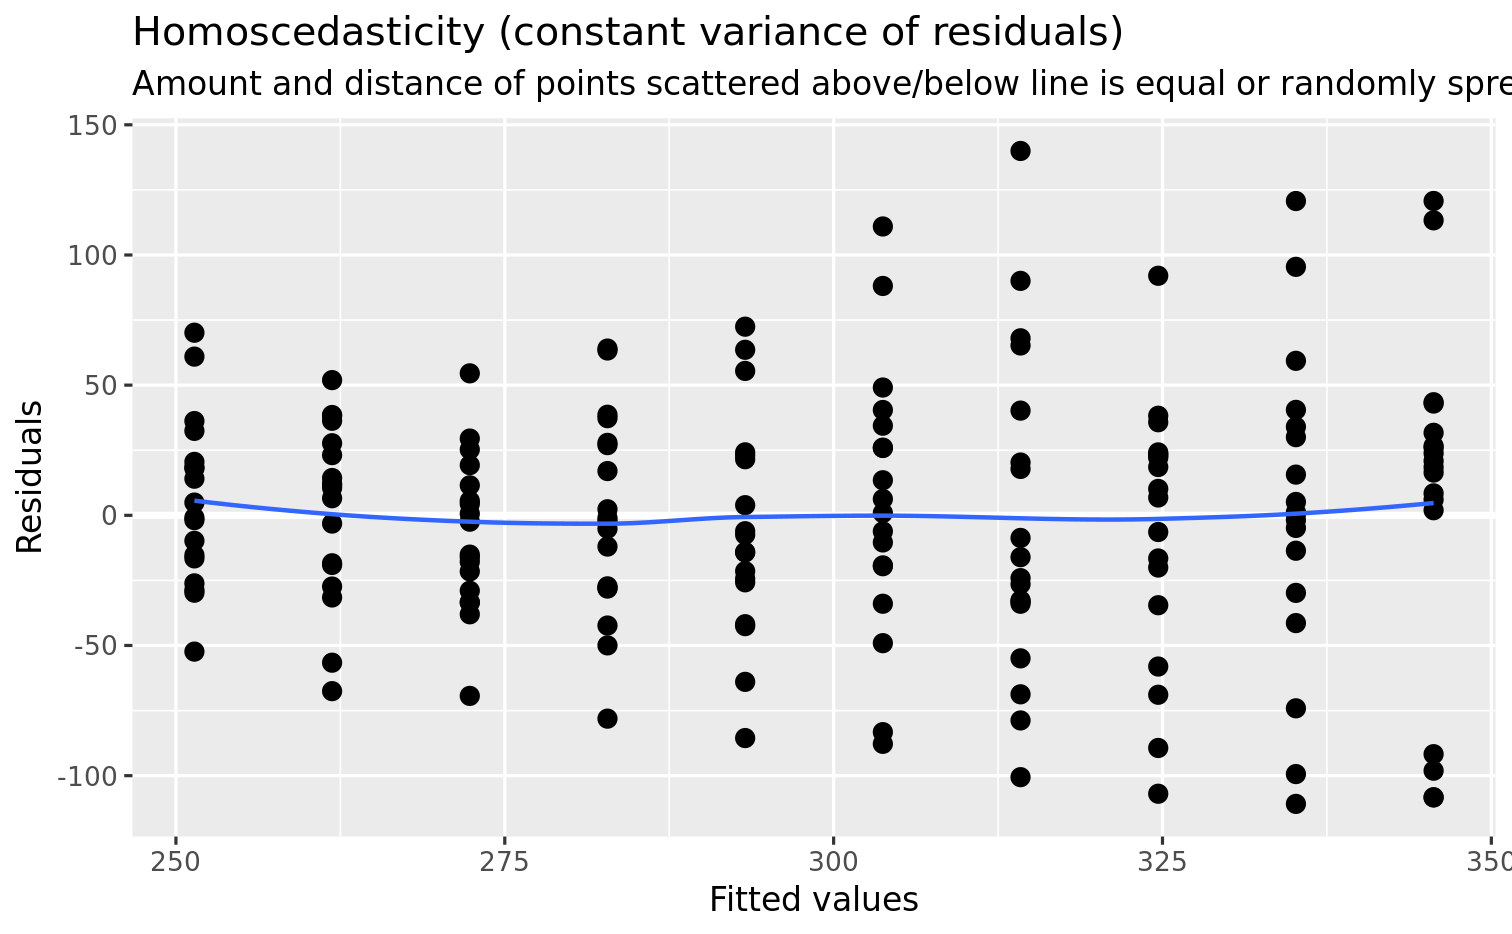 Homoscedasticity (constant variance of residuals)
Amount and distance of points scattered above/below line is equal or randomly spre
150
100
50
0
-50
-100
Residuals
250
275
300
325
350
Fitted values